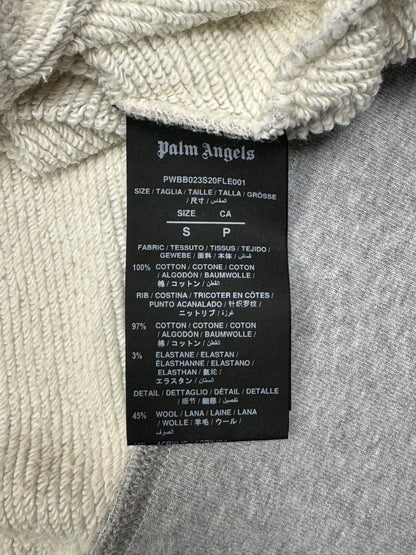 Palm Angels
PWBB023S20FLE001
SIZE / TAGLIA / TAILLE / TALLA / GRÖSSE
/ 尺寸 / المقاس
SIZE CA
S P
FABRIC / TESSUTO / TISSUS / TEJIDO /
GEWEBE / 面料 / 本体 / قماش
100% COTTON / COTONE / COTON
/ ALGODÓN / BAUMWOLLE /
棉 / コットン / القطن
RIB / COSTINA / TRICOTER EN CÔTES /
PUNTO ACANALADO / 针织罗纹 /
ニットリブ / غرزة
97% COTTON / COTONE / COTON
/ ALGODÓN / BAUMWOLLE /
棉 / コットン / القطن
3% ELASTANE / ELASTAN /
ÉLASTHANNE / ELASTANO /
ELASTHAN / 氨纶 /
エラスタン / الستان
DETAIL / DETTAGLIO / DÉTAIL / DETALLE
/ 细节 / 細部 / تفصيل
45% WOOL / LANA / LAINE / LANA
/ WOLLE / 羊毛 / ウール /
الصوف